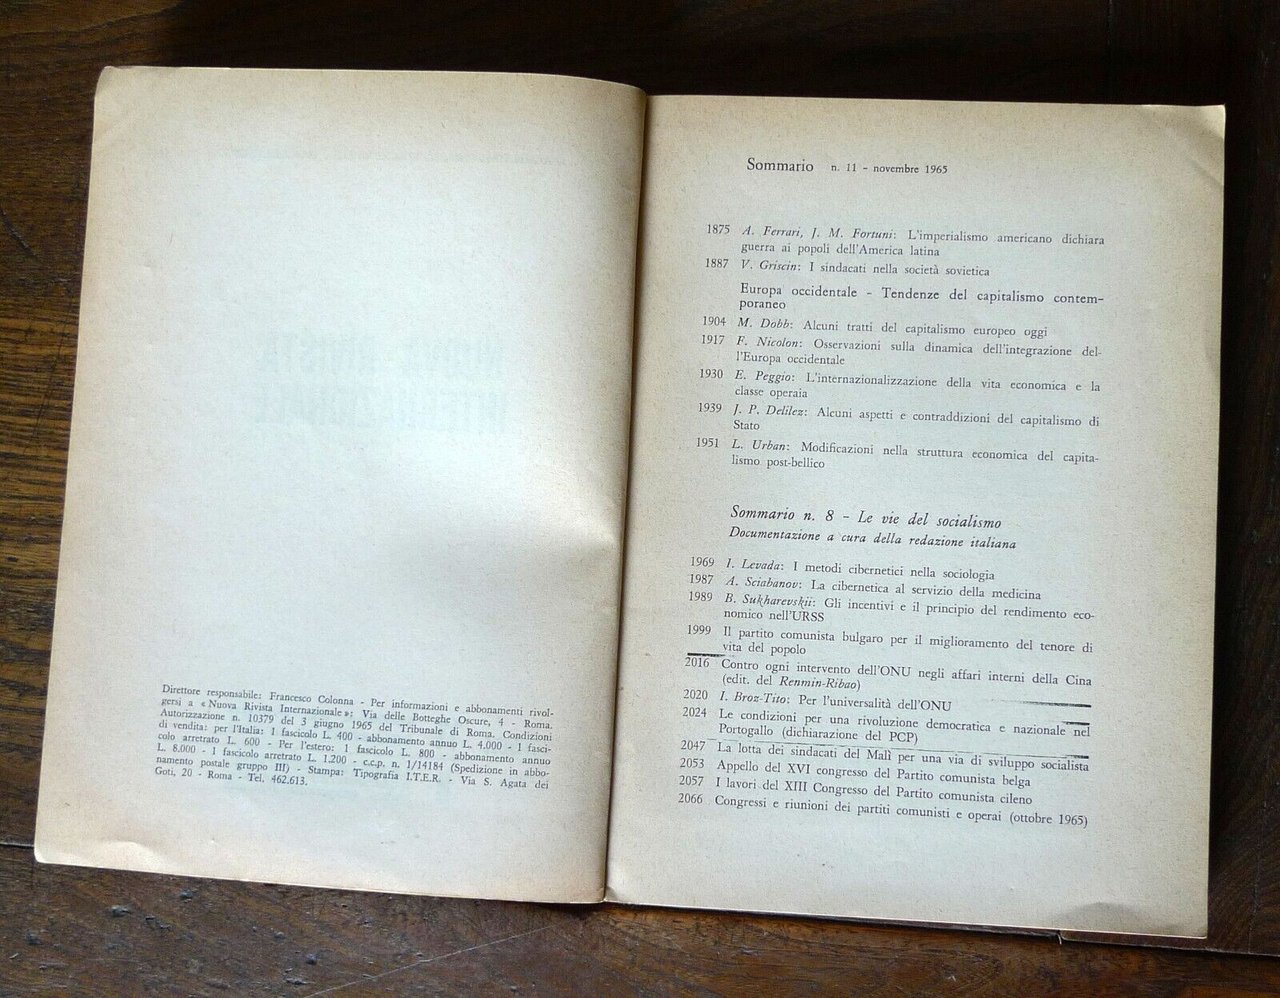 Direttore responsabile: Francesco Colonna - Per informazioni e abbonamenti rivol-
gersi a « Nuova Rivista Internazionale »: Via delle Botteghe Oscure, 4 - Roma.
Autorizzazione n. 10379 del 3 giugno 1965 del Tribunale di Roma. Condizioni
di vendita: per l'Italia: 1 fascicolo L. 400 - abbonamento annuo L. 4.000 - 1 fasci-
colo arretrato L. 600 - Per l'estero: 1 fascicolo L. 800 - abbonamento annuo
L. 8.000 - 1 fascicolo arretrato L. 1.200 - c.c.p. n. 1/14184 (Spedizione in abbo-
namento postale gruppo III) - Stampa: Tipografia I.T.E.R. - Via S. Agata dei
Goti, 20 - Roma - Tel. 462.613.
Sommario n. 11 - novembre 1965
1875 A. Ferrari, J. M. Fortuni: L'imperialismo americano dichiara
guerra ai popoli dell'America latina
1887 V. Griscin: I sindacati nella società sovietica
Europa occidentale - Tendenze del capitalismo contem-
poraneo
1904 M. Dobb: Alcuni tratti del capitalismo europeo oggi
1917 F. Nicolon: Osservazioni sulla dinamica dell'integrazione del-
l'Europa occidentale
1930 E. Peggio: L'internazionalizzazione della vita economica e la
classe operaia
1939 J. P. Delilez: Alcuni aspetti e contraddizioni del capitalismo di
Stato
1951 L. Urban: Modificazioni nella struttura economica del capita-
lismo post-bellico
Sommario n. 8 - Le vie del socialismo
Documentazione a cura della redazione italiana
1969 I. Levada: I metodi cibernetici nella sociologia
1987 A. Sciabanov: La cibernetica al servizio della medicina
1989 B. Sukharevskii: Gli incentivi e il principio del rendimento eco-
nomico nell'URSS
1999 Il partito comunista bulgaro per il miglioramento del tenore di
vita del popolo
2016 Contro ogni intervento dell'ONU negli affari interni della Cina
(edit. del Renmin-Ribao)
2020 I. Broz-Tito: Per l'universalità dell'ONU
2024 Le condizioni per una rivoluzione democratica e nazionale nel
Portogallo (dichiarazione del PCP)
2047 La lotta dei sindacati del Malì per una via di sviluppo socialista
2053 Appello del XVI congresso del Partito comunista belga
2057 I lavori del XIII Congresso del Partito comunista cileno
2066 Congressi e riunioni dei partiti comunisti e operai (ottobre 1965)